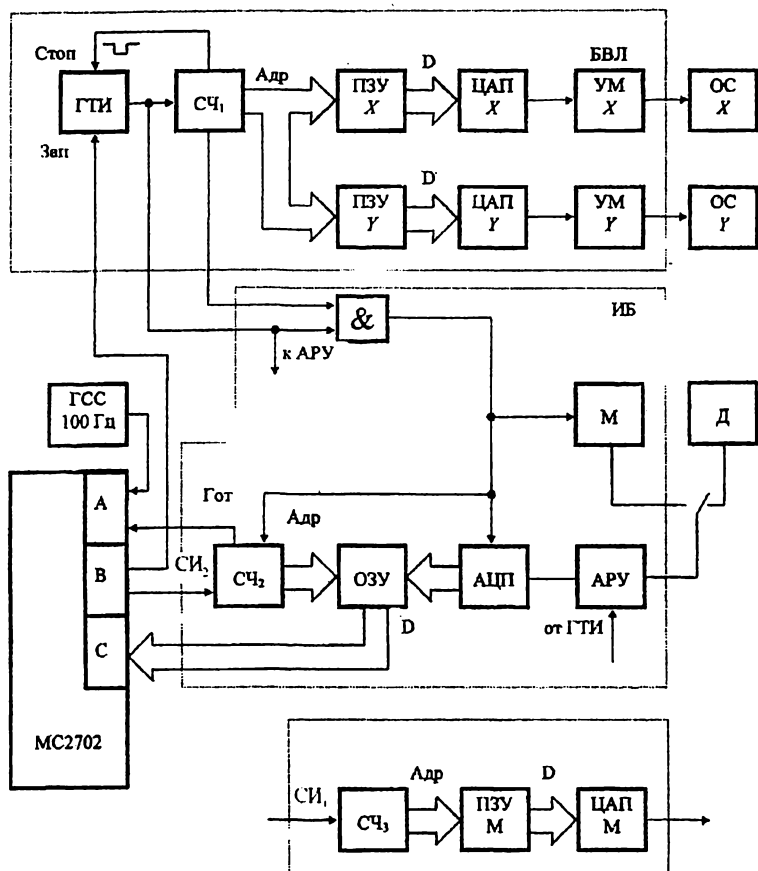 Стоп
ГТИ
Зап
СЧ₁
Адр
ПЗУ
X
D
ЦАП
X
БВЛ
УМ
X
ОС
X
ПЗУ
Y
D
ЦАП
Y
УМ
Y
ОС
Y
&
ИБ
к АРУ
ГСС
100 Гц
М
Д
A
Гот
Адр
B
СИ₂
СЧ₂
ОЗУ
АЦП
АРУ
D
от ГТИ
C
МС2702
СИ₁
СЧ₃
Адр
ПЗУ
М
D
ЦАП
М